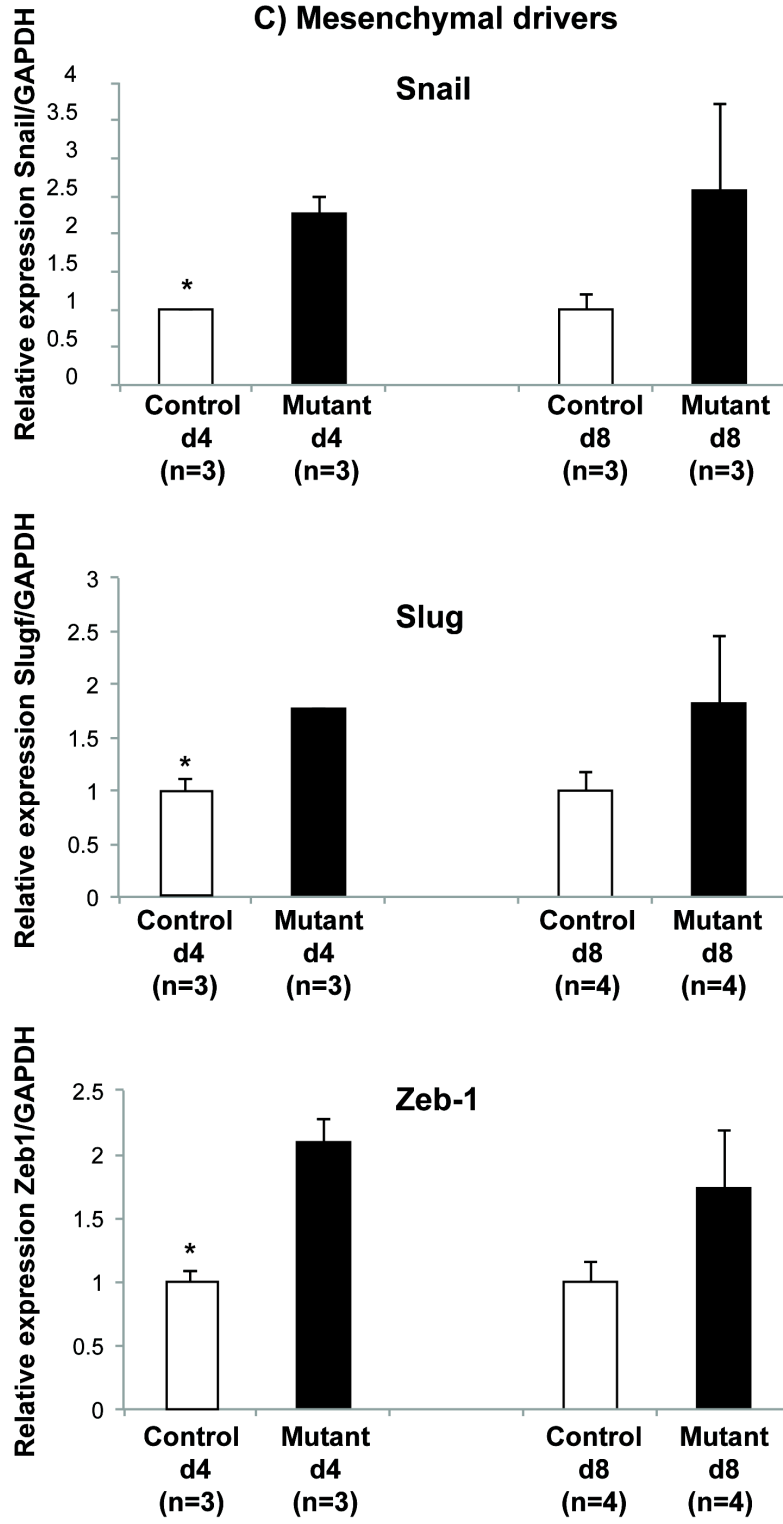 C) Mesenchymal drivers
Snail
Relative expression Snail/GAPDH
4
3.5
3
2.5
2
1.5
1
0.5
0
*
Control Mutant Control Mutant
d4 d4 d8 d8
(n=3) (n=3) (n=3) (n=3)
Slug
Relative expression Slugf/GAPDH
3
2.5
2
1.5
1
0.5
0
*
Control Mutant Control Mutant
d4 d4 d8 d8
(n=3) (n=3) (n=4) (n=4)
Zeb-1
Relative expression Zeb1/GAPDH
2.5
2
1.5
1
0.5
0
*
Control Mutant Control Mutant
d4 d4 d8 d8
(n=3) (n=3) (n=4) (n=4)